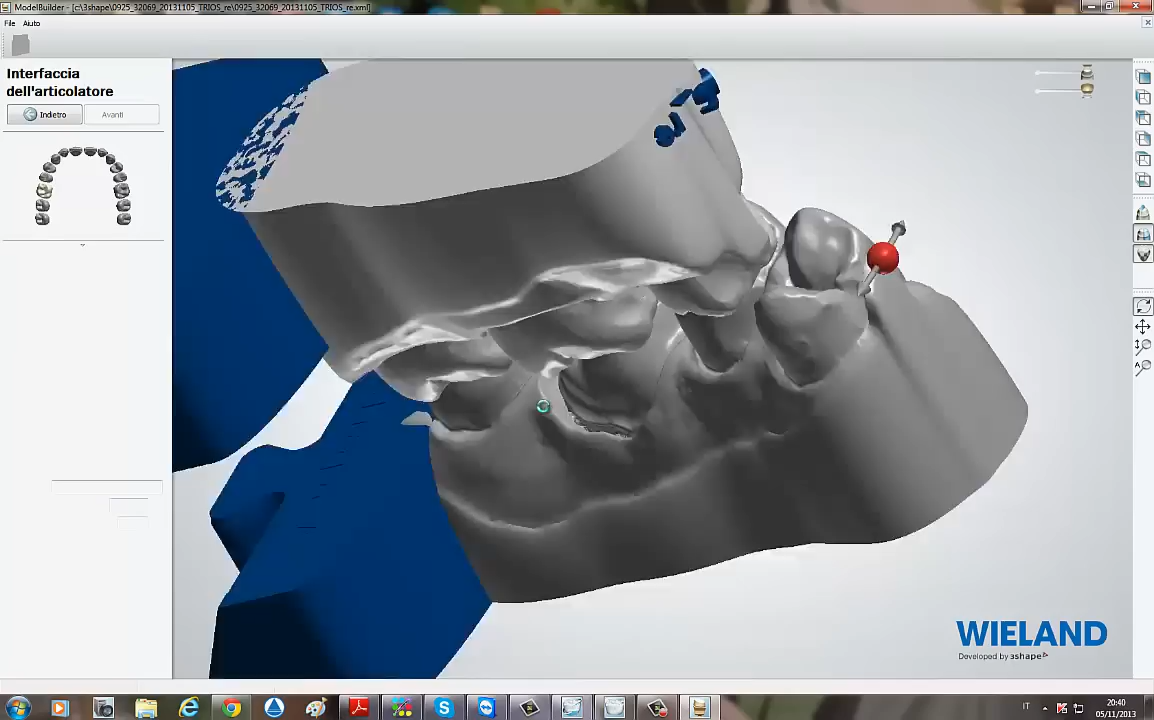 ModelBuilder - [c:\3shape\0925_32069_20131105_TRIOS_re\0925_32069_20131105_TRIOS_re.xml]
File Aiuto
Interfaccia
dell'articolatore
Indietro
Avanti
WIELAND
Developed by 3shape
IT
20:40
05/11/2013